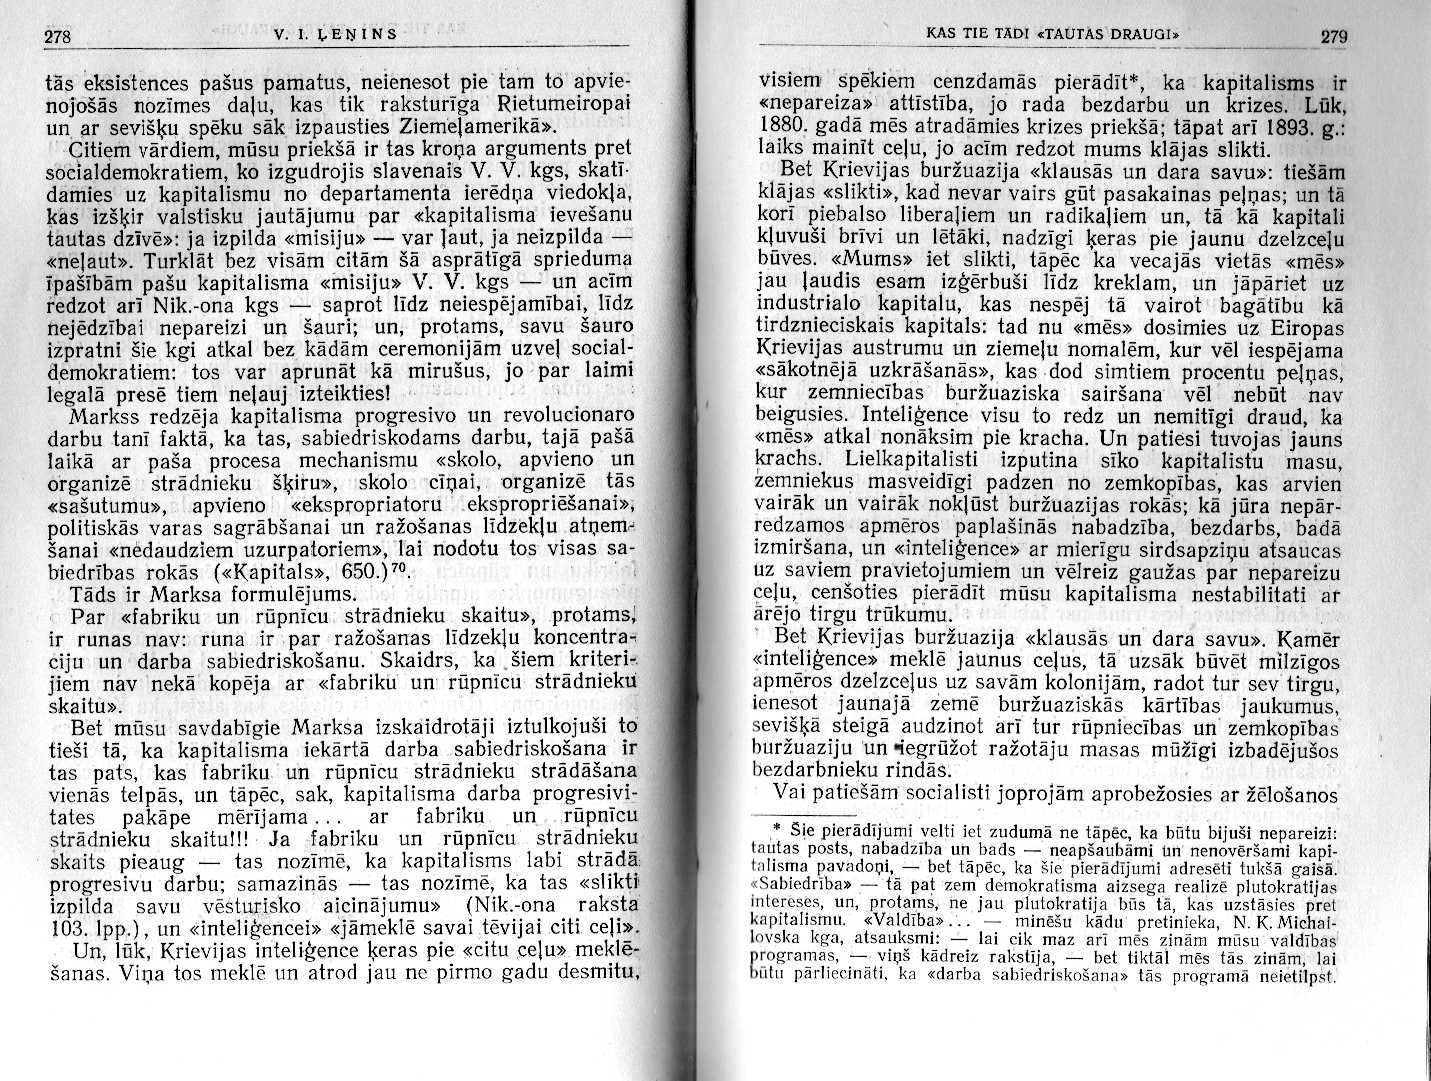 278
V. I. ĻEŅINS
tās eksistences pašus pamatus, neienesot pie tam to apvie-
nojošās nozīmes daļu, kas tik raksturīga Rietumeiropai
un ar sevišķu spēku sāk izpausties Ziemeļamerikā».
Citiem vārdiem, mūsu priekšā ir tas kroņa arguments pret
socialdemokratiem, ko izgudrojis slavenais V. V. kgs, skatī-
damies uz kapitalismu no departamenta ierēdņa viedokļa,
kas izšķir valstisku jautājumu par «kapitalisma ievešanu
tautas dzīvē»: ja izpilda «misiju» — var ļaut, ja neizpilda —
«neļaut». Turklāt bez visām citām šā asprātīgā sprieduma
īpašībām pašu kapitalisma «misiju» V. V. kgs — un acīm
redzot arī Nik.-ona kgs — saprot līdz neiespējamībai, līdz
nejēdzībai nepareizi un šauri; un, protams, savu šauro
izpratni šie kgi atkal bez kādām ceremonijām uzveļ social-
demokratiem: tos var aprunāt kā mirušus, jo par laimi
legalā presē tiem neļauj izteikties!
Markss redzēja kapitalisma progresivo un revolucionaro
darbu tanī faktā, ka tas, sabiedriskodams darbu, tajā pašā
laikā ar paša procesa mechanismu «skolo, apvieno un
organizē strādnieku šķiru», skolo cīņai, organizē tās
«sašutumu», apvieno «ekspropriatoru ekspropriēšanai»,
politiskās varas sagrābšanai un ražošanas līdzekļu atņem-
šanai «nedaudziem uzurpatoriem», lai nodotu tos visas sa-
biedrības rokās («Kapitals», 650.)⁷⁰.
Tāds ir Marksa formulējums.
Par «fabriku un rūpnīcu strādnieku skaitu», protams,
ir runas nav: runa ir par ražošanas līdzekļu koncentra-
ciju un darba sabiedriskošanu. Skaidrs, ka šiem kriteri-
jiem nav nekā kopēja ar «fabriku un rūpnīcu strādnieku
skaitu».
Bet mūsu savdabīgie Marksa izskaidrotāji iztulkojuši to
tieši tā, ka kapitalisma iekārtā darba sabiedriskošana ir
tas pats, kas fabriku un rūpnīcu strādnieku strādāšana
vienās telpās, un tāpēc, sak, kapitalisma darba progresivi-
tates pakāpe mērījama... ar fabriku un rūpnīcu
strādnieku skaitu!!! Ja fabriku un rūpnīcu strādnieku
skaits pieaug — tas nozīmē, ka kapitalisms labi strādā
progresivu darbu; samazinās — tas nozīmē, ka tas «slikti
izpilda savu vēsturisko aicinājumu» (Nik.-ona raksta
103. lpp.), un «inteliģencei» «jāmeklē savai tēvijai citi ceļi».
Un, lūk, Krievijas inteliģence ķeras pie «citu ceļu» meklē-
šanas. Viņa tos meklē un atrod jau ne pirmo gadu desmitu,
KAS TIE TĀDI «TAUTAS DRAUGI»
279
visiem spēkiem cenzdamās pierādīt*, ka kapitalisms ir
«nepareiza» attīstība, jo rada bezdarbu un krizes. Lūk,
1880. gadā mēs atradāmies krizes priekšā; tāpat arī 1893. g.:
laiks mainīt ceļu, jo acīm redzot mums klājas slikti.
Bet Krievijas buržuazija «klausās un dara savu»: tiešām
klājas «slikti», kad nevar vairs gūt pasakainas peļņas; un tā
korī piebalso liberaļiem un radikaļiem un, tā kā kapitali
kļuvuši brīvi un lētāki, nadzīgi ķeras pie jaunu dzelzceļu
būves. «Mums» iet slikti, tāpēc ka vecajās vietās «mēs»
jau ļaudis esam izģērbuši līdz kreklam, un jāpāriet uz
industrialo kapitalu, kas nespēj tā vairot bagātību kā
tirdznieciskais kapitals: tad nu «mēs» dosimies uz Eiropas
Krievijas austrumu un ziemeļu nomalēm, kur vēl iespējama
«sākotnējā uzkrāšanās», kas dod simtiem procentu peļņas,
kur zemniecības buržuaziska sairšana vēl nebūt nav
beigusies. Inteliģence visu to redz un nemitīgi draud, ka
«mēs» atkal nonāksim pie kracha. Un patiesi tuvojas jauns
krachs. Lielkapitalisti izputina sīko kapitalistu masu,
zemniekus masveidīgi padzen no zemkopības, kas arvien
vairāk un vairāk nokļūst buržuazijas rokās; kā jūra nepār-
redzamos apmēros paplašinās nabadzība, bezdarbs, badā
izmiršana, un «inteliģence» ar mierīgu sirdsapziņu atsaucas
uz saviem pravietojumiem un vēlreiz gaužas par nepareizu
ceļu, cenšoties pierādīt mūsu kapitalisma nestabilitati ar
ārējo tirgu trūkumu.
Bet Krievijas buržuazija «klausās un dara savu». Kamēr
«inteliģence» meklē jaunus ceļus, tā uzsāk būvēt milzīgos
apmēros dzelzceļus uz savām kolonijām, radot tur sev tirgu,
ienesot jaunajā zemē buržuaziskās kārtības jaukumus,
sevišķā steigā audzinot arī tur rūpniecības un zemkopības
buržuaziju un iegrūžot ražotāju masas mūžīgi izbadējušos
bezdarbnieku rindās.
Vai patiešām socialisti joprojām aprobežosies ar žēlošanos
* Šie pierādījumi velti iet zudumā ne tāpēc, ka būtu bijuši nepareizi:
tautas posts, nabadzība un bads — neapšaubāmi un nenovēršami kapi-
talisma pavadoņi, — bet tāpēc, ka šie pierādījumi adresēti tukšā gaisā.
«Sabiedrība» — tā pat zem demokratisma aizsega realizē plutokratijas
intereses, un, protams, ne jau plutokratija būs tā, kas uzstāsies pret
kapitalismu. «Valdība»... — minēšu kādu pretinieka, N. K. Michai-
lovska kga, atsauksmi: — lai cik maz arī mēs zinām mūsu valdības
programas, — viņš kādreiz rakstīja, — bet tiktāl mēs tās zinām, lai
būtu pārliecināti, ka «darba sabiedriskošana» tās programā neietilpst.